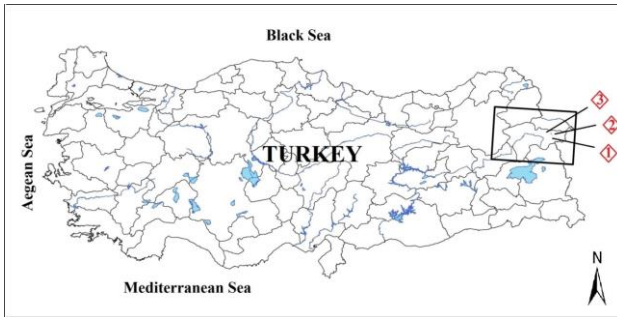 Black Sea
3
2
TURKEY
1
Aegean Sea
N
Mediterranean Sea